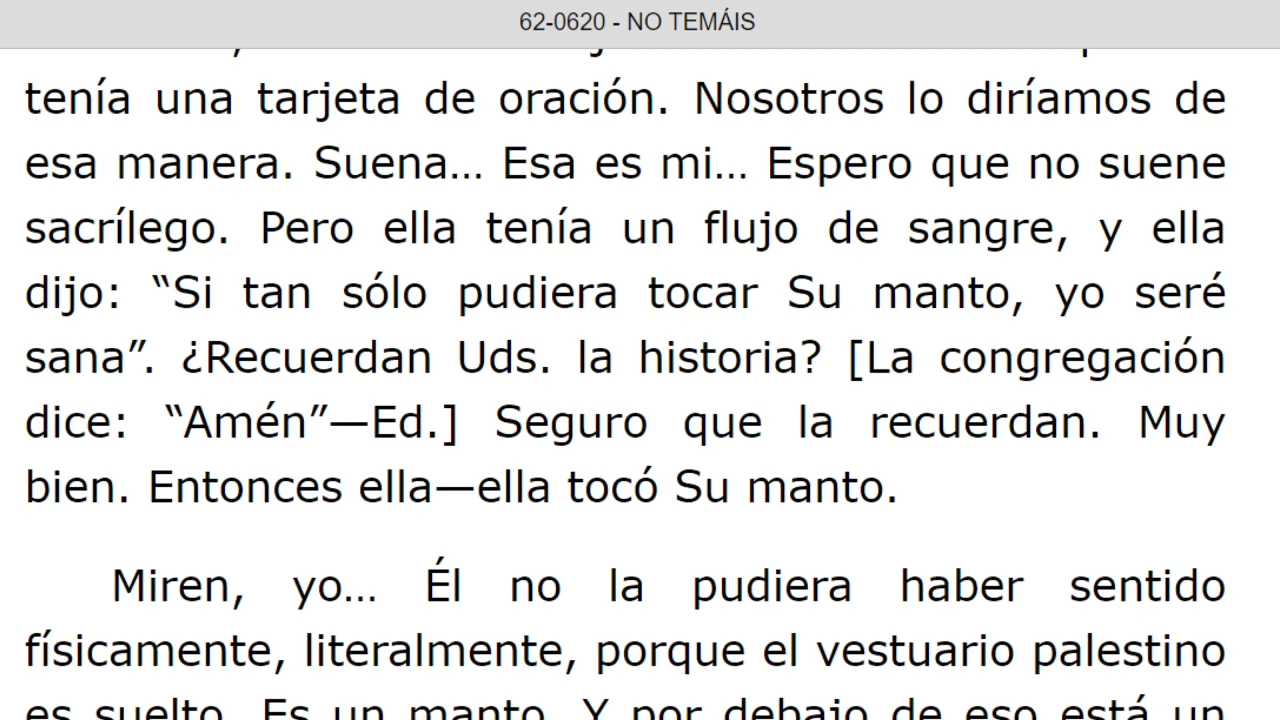 62-0620 - NO TEMÁIS
tenía una tarjeta de oración. Nosotros lo diríamos de
esa manera. Suena… Esa es mi… Espero que no suene
sacrílego. Pero ella tenía un flujo de sangre, y ella
dijo: “Si tan sólo pudiera tocar Su manto, yo seré
sana”. ¿Recuerdan Uds. la historia? [La congregación
dice: “Amén”—Ed.] Seguro que la recuerdan. Muy
bien. Entonces ella—ella tocó Su manto.
Miren, yo… Él no la pudiera haber sentido
físicamente, literalmente, porque el vestuario palestino
es suelto. Es un manto. Y por debajo de eso está un